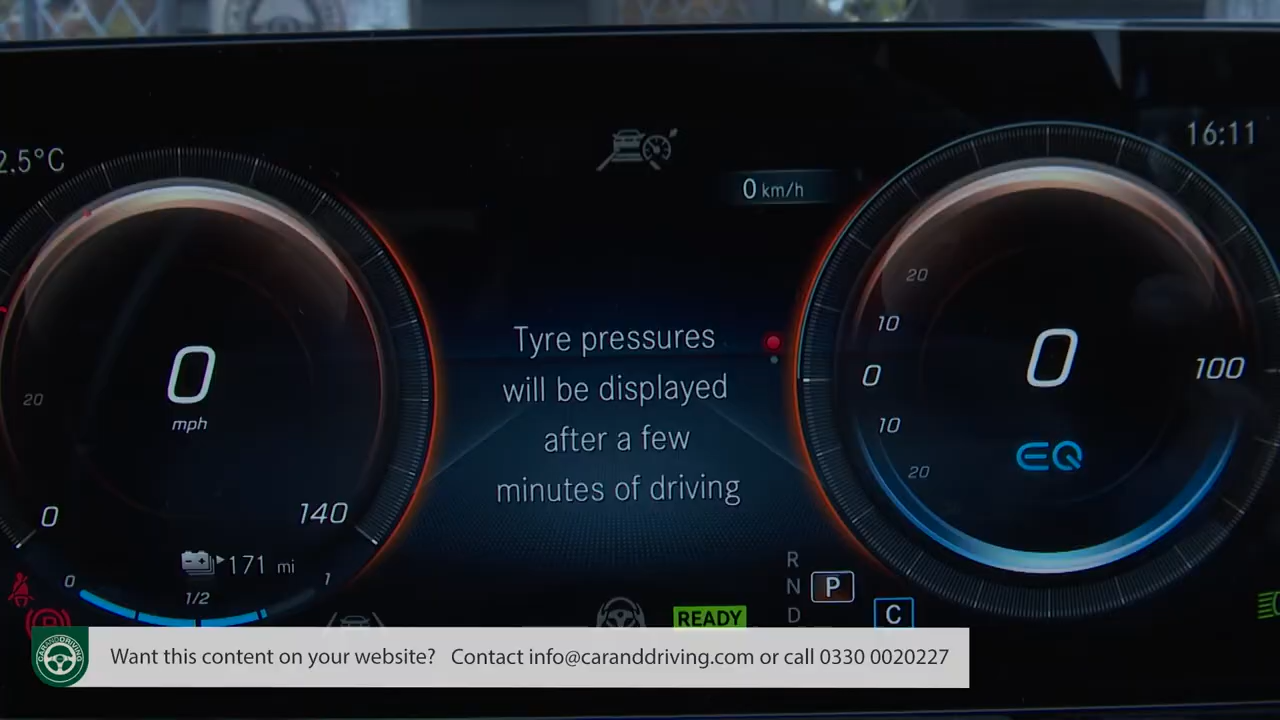 2.5°C
16:11
0 km/h
20
10
0
10
20
100
0
EQ
0
mph
20
0
140
Tyre pressures
will be displayed
after a few
minutes of driving
171 mi
0
1
1/2
R
N
P
D
C
READY
CARANDDRIVING
Want this content on your website? Contact info@caranddriving.com or call 0330 0020227